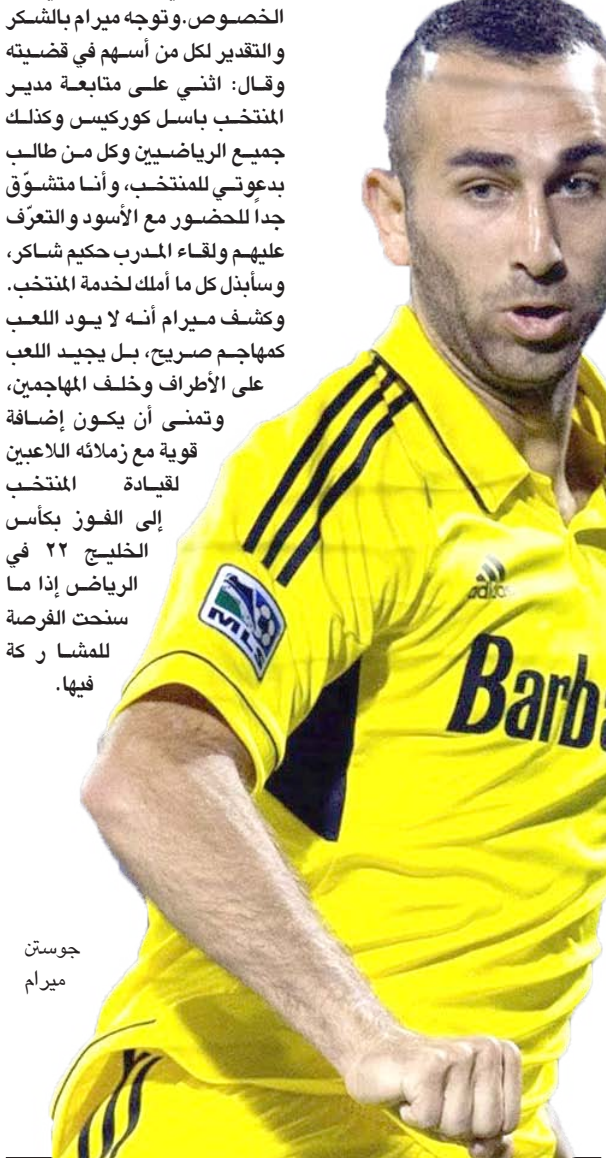 الخصوص.وتوجه ميرام بالشكر
والتقدير لكل من أسهم في قضيته
وقال: اثني على متابعة مدير
المنتخب باسل كوركيس وكذلك
جميع الرياضيين وكل من طالب
بدعوتي للمنتخب، وأنا متشوّق
جداً للحضور مع الأسود والتعرّف
عليهم ولقاء المدرب حكيم شاكر،
وسأبذل كل ما أملك لخدمة المنتخب.
وكشف ميرام أنه لا يود اللعب
كمهاجم صريح، بل يجيد اللعب
على الأطراف وخلف المهاجمين،
وتمنى أن يكون إضافة
قوية مع زملائه اللاعبين
لقيادة المنتخب
إلى الفوز بكأس
الخليج ٢٢ في
الرياض إذا ما
سنحت الفرصة
للمشا ر كة
فيها.
MLS
adidas
Barb
جوستن
ميرام